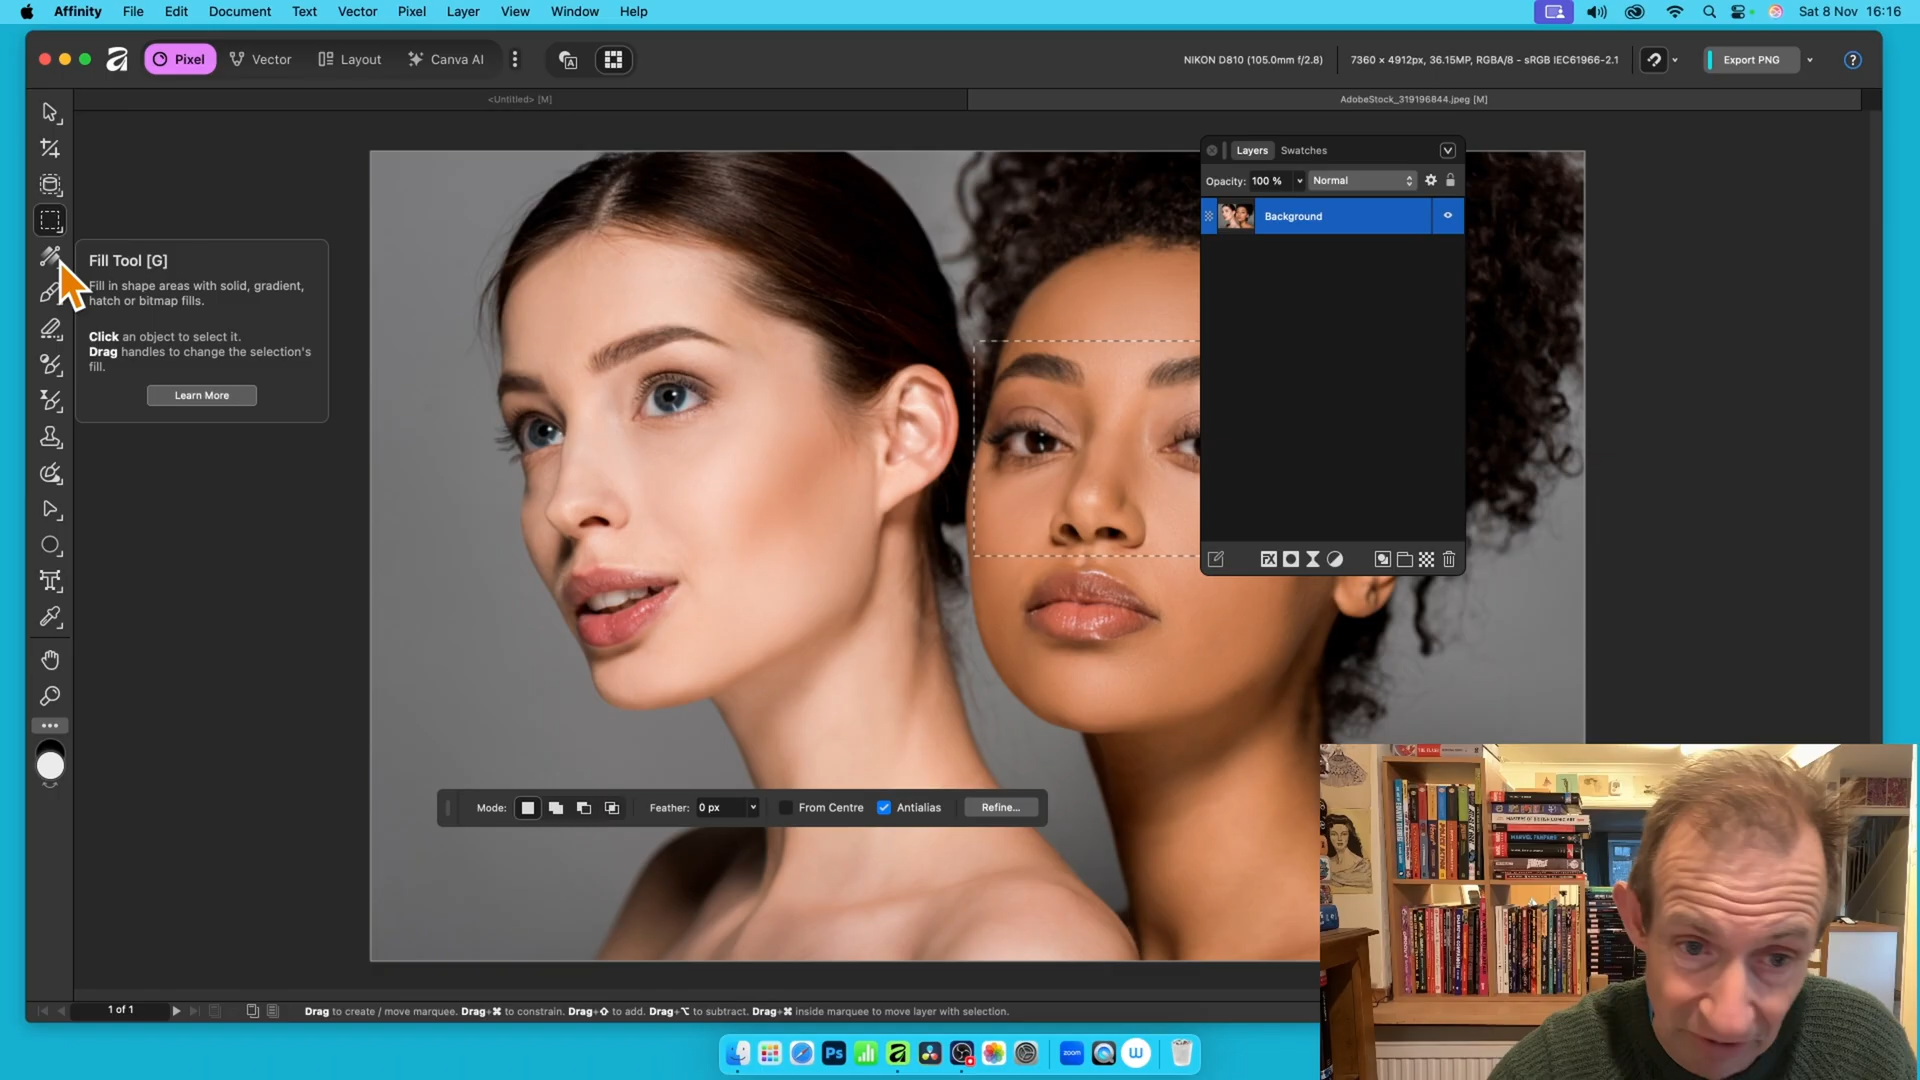 Affinity File Edit Document Text Vector Pixel Layer View Window Help Sat 8 Nov 16:16
Pixel Vector Layout Canva AI NIKON D810 (105.0mm f/2.8) 7360 × 4912px, 36.15MP, RGBA/8 - sRGB IEC61966-2.1 Export PNG ?
<Untitled> [M] AdobeStock_319196844.jpeg [M]
Layers Swatches
Opacity: 100 % Normal
Background
Fill Tool [G]
Fill in shape areas with solid, gradient,
hatch or bitmap fills.
Click an object to select it.
Drag handles to change the selection's
fill.
Learn More
Mode: Feather: 0 px From Centre Antialias Refine...
1 of 1 Drag to create / move marquee. Drag+⌘ to constrain. Drag+⇧ to add. Drag+⌥ to subtract. Drag+⌘ inside marquee to move layer with selection.
Ps zoom W